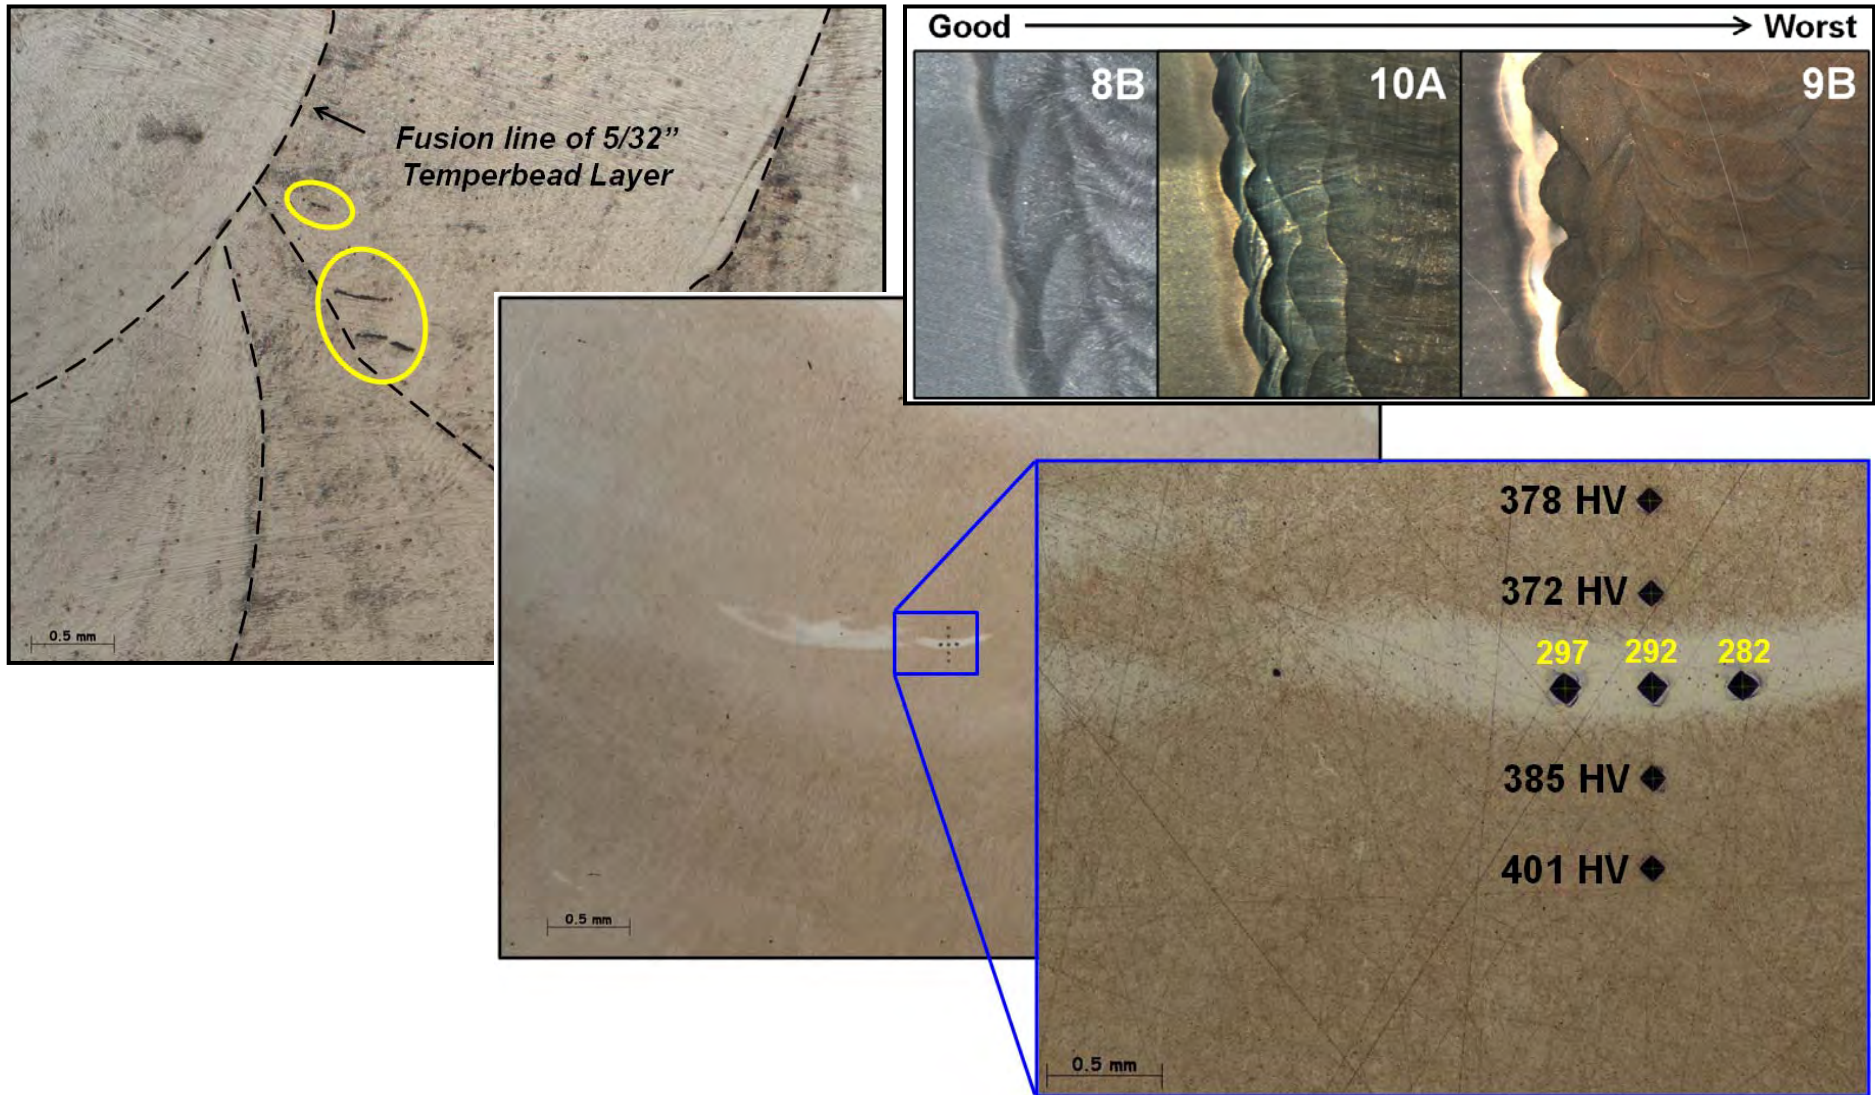 Fusion line of 5/32”
Temperbead Layer
0.5 mm
Good
Worst
8B
10A
9B
0.5 mm
378 HV
372 HV
297 292 282
385 HV
401 HV
0.5 mm